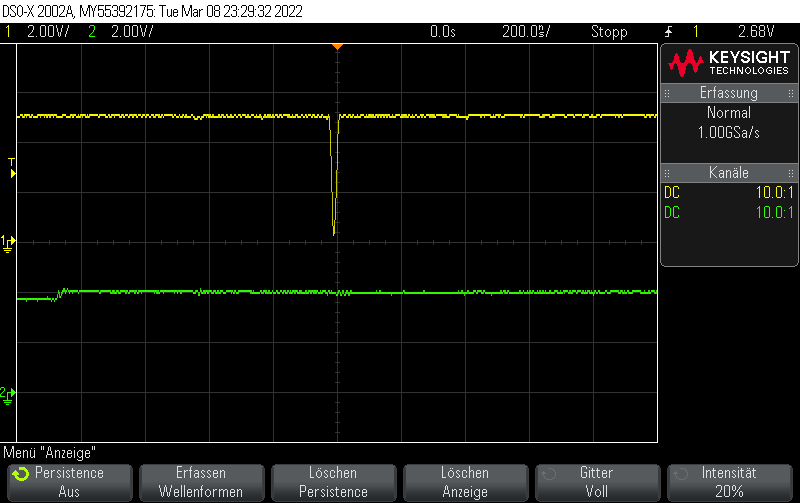 DSO-X 2002A, MY55392175: Tue Mar 08 23:29:32 2022
1 2.00V/ 2 2.00V/ 0.0s 200.0s/ Stopp 1 2.68V
KEYSIGHT
TECHNOLOGIES
Erfassung
Normal
1.00GSa/s
Kanäle
DC 10.0:1
DC 10.0:1
T
1
2
Menü "Anzeige"
Persistence
Aus
Erfassen
Wellenformen
Löschen
Persistence
Löschen
Anzeige
Gitter
Voll
Intensität
20%